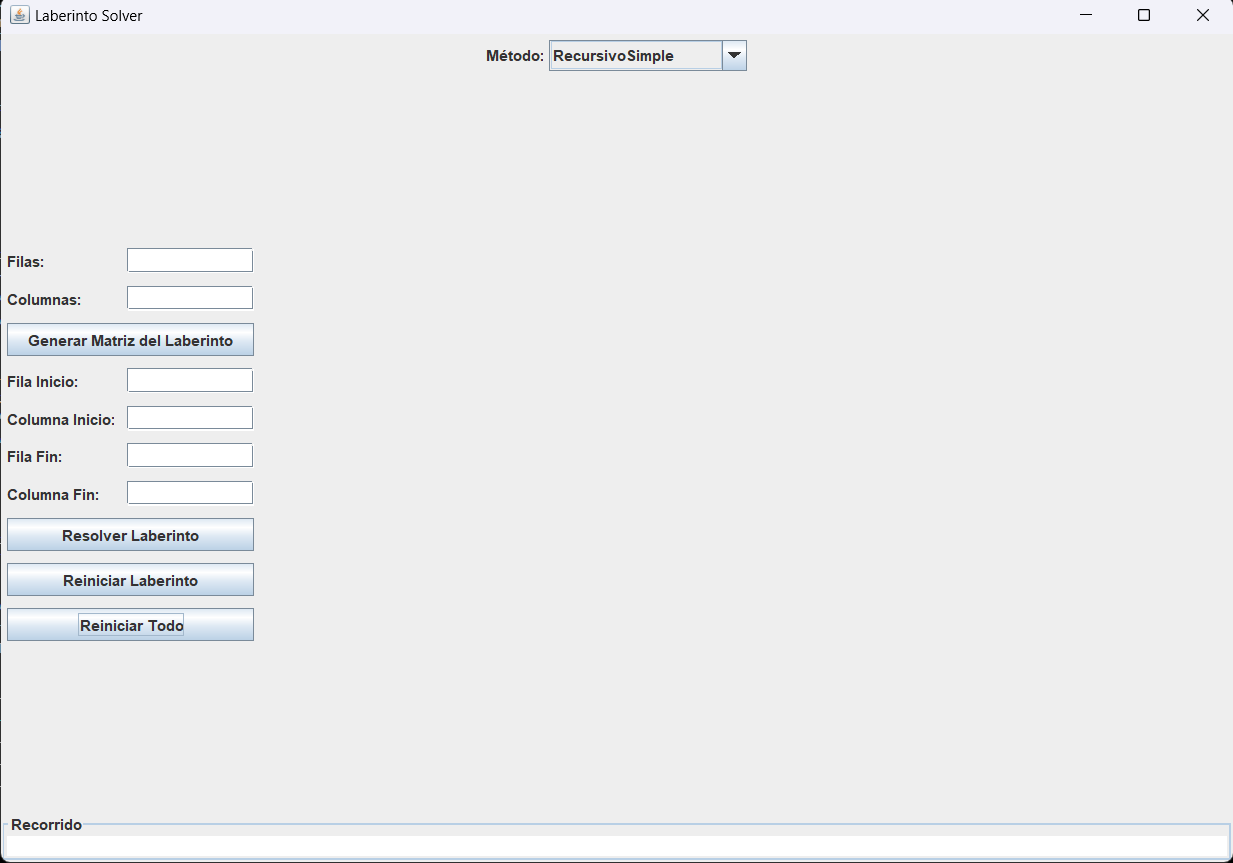 Laberinto Solver
Método: RecursivoSimple
Filas:
Columnas:
Generar Matriz del Laberinto
Fila Inicio:
Columna Inicio:
Fila Fin:
Columna Fin:
Resolver Laberinto
Reiniciar Laberinto
Reiniciar Todo
Recorrido